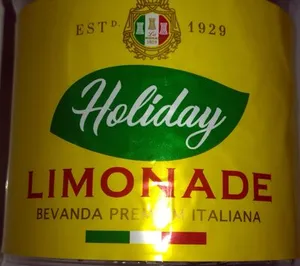 ESTD. 1929
Holiday
LIMONADE
BEVANDA ITALIANA